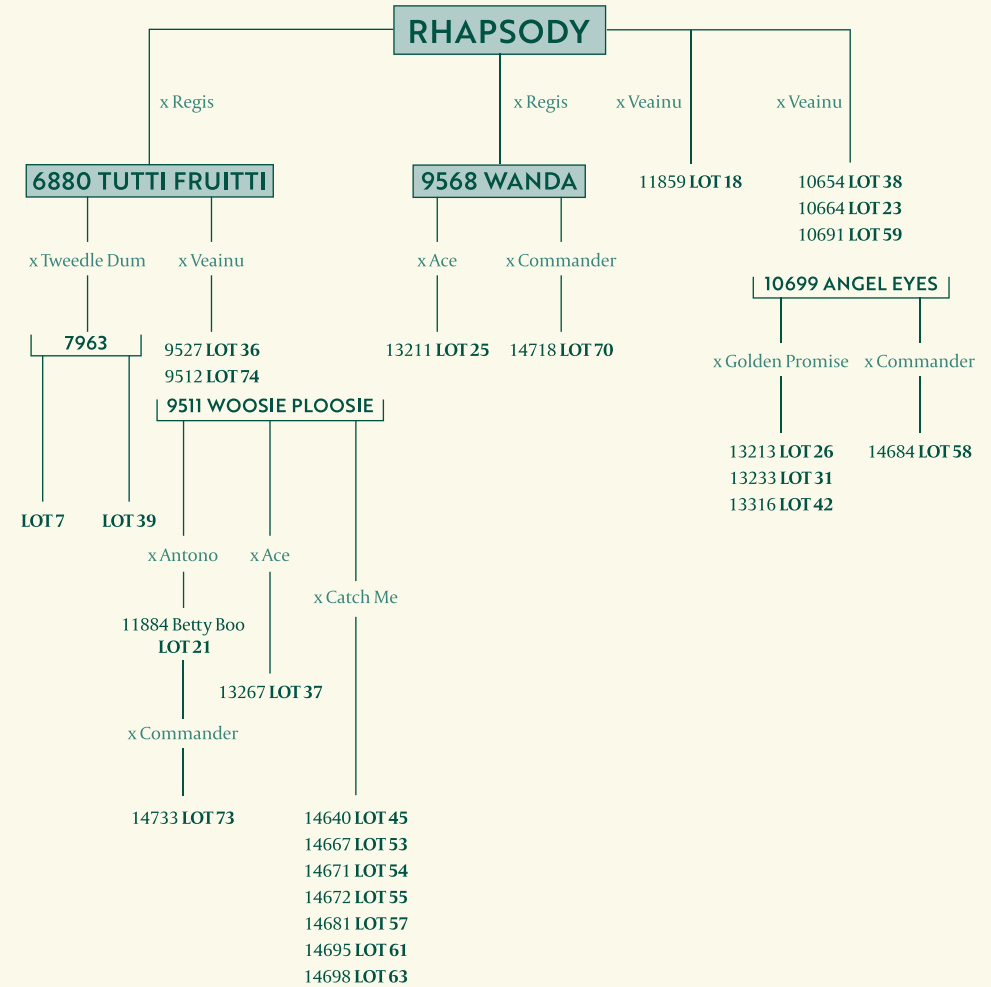 RHAPSODY
x Regis
x Regis
x Veainu
x Veainu
6880 TUTTI FRUITTI
9568 WANDA
11859 LOT 18
10654 LOT 38
10664 LOT 23
10691 LOT 59
x Tweedle Dum
x Veainu
x Ace
x Commander
10699 ANGEL EYES
7963
9527 LOT 36
9512 LOT 74
13211 LOT 25
14718 LOT 70
x Golden Promise
x Commander
9511 WOOSIE PLOOSIE
13213 LOT 26
13233 LOT 31
13316 LOT 42
14684 LOT 58
LOT 7
LOT 39
x Antono
x Ace
x Catch Me
11884 Betty Boo
LOT 21
13267 LOT 37
x Commander
14733 LOT 73
14640 LOT 45
14667 LOT 53
14671 LOT 54
14672 LOT 55
14681 LOT 57
14695 LOT 61
14698 LOT 63